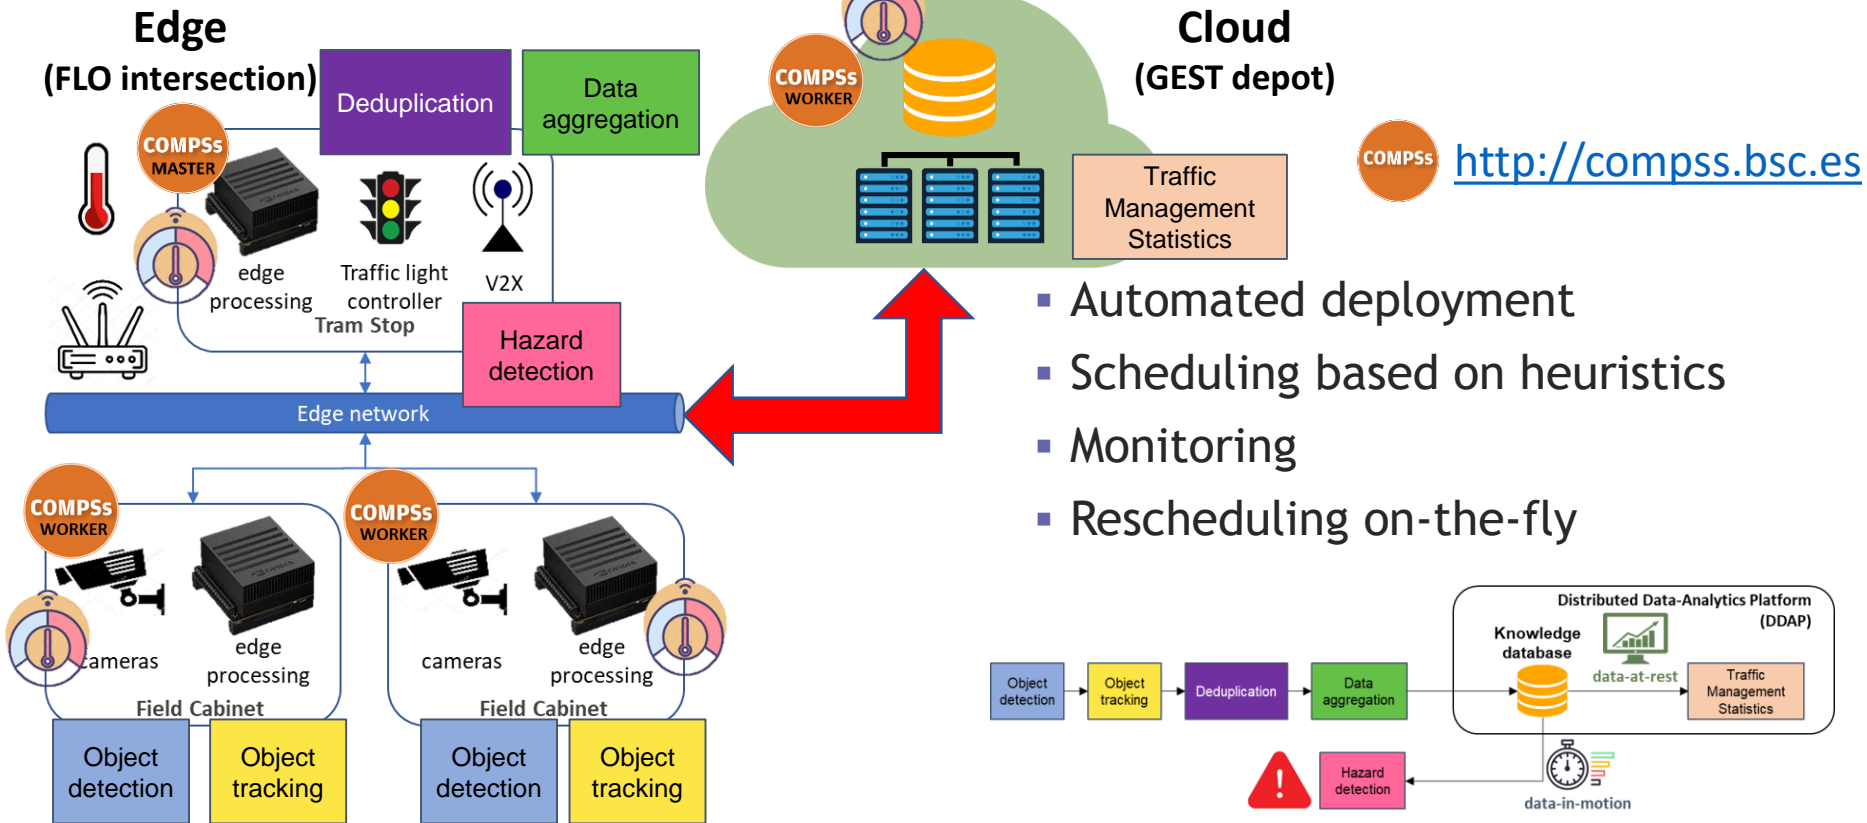 Edge
(FLO intersection)
Deduplication
Data
aggregation
COMPSs
MASTER
edge
processing
Traffic light
controller
V2X
Tram Stop
Hazard
detection
Edge network
COMPSs
WORKER
cameras
edge
processing
Field Cabinet
Object
detection
Object
tracking
COMPSs
WORKER
cameras
edge
processing
Field Cabinet
Object
detection
Object
tracking
COMPSs
WORKER
Cloud
(GEST depot)
Traffic
Management
Statistics
COMPSs
http://compss.bsc.es
▪ Automated deployment
▪ Scheduling based on heuristics
▪ Monitoring
▪ Rescheduling on-the-fly
Distributed Data-Analytics Platform
(DDAP)
Knowledge
database
data-at-rest
Object
detection
Object
tracking
Deduplication
Data
aggregation
Traffic
Management
Statistics
Hazard
detection
data-in-motion